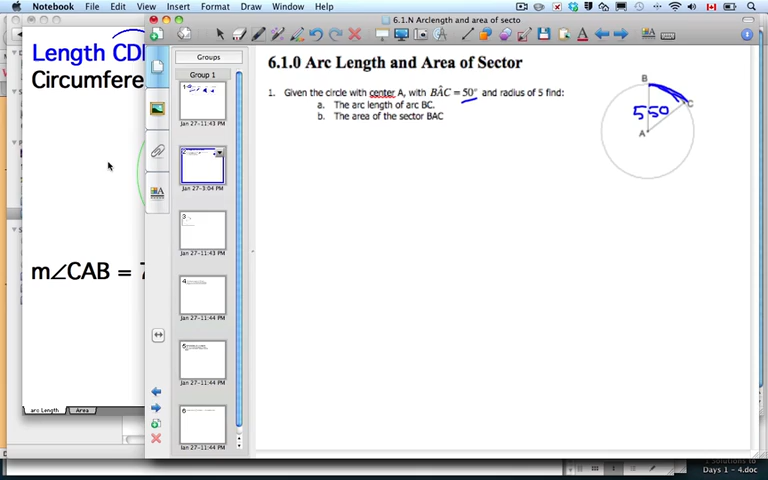 Notebook File Edit View Insert Format Draw Window Help
6.1.N Arclength and area of secto
Length CD
Circumfere
m∠CAB = 7
arc Length Area
Groups
Group 1
Jan 27-11:43 PM
Jan 27-3:04 PM
Jan 27-11:43 PM
Jan 27-11:44 PM
Jan 27-11:44 PM
Jan 27-11:44 PM
6.1.0 Arc Length and Area of Sector
1. Given the circle with center A, with BÂC = 50° and radius of 5 find:
a. The arc length of arc BC.
b. The area of the sector BAC
B
C
5 50
A
Days 1 - 4.doc